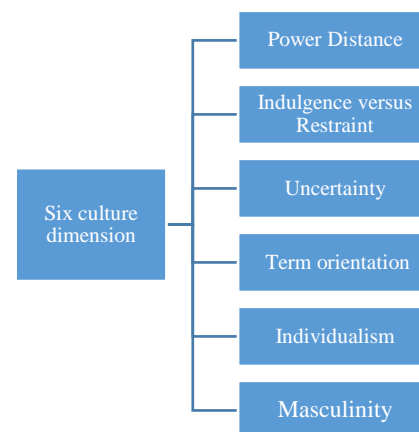 Power Distance
Indulgence versus
Restraint
Uncertainty
Six culture
dimension
Term orientation
Individualism
Masculinity